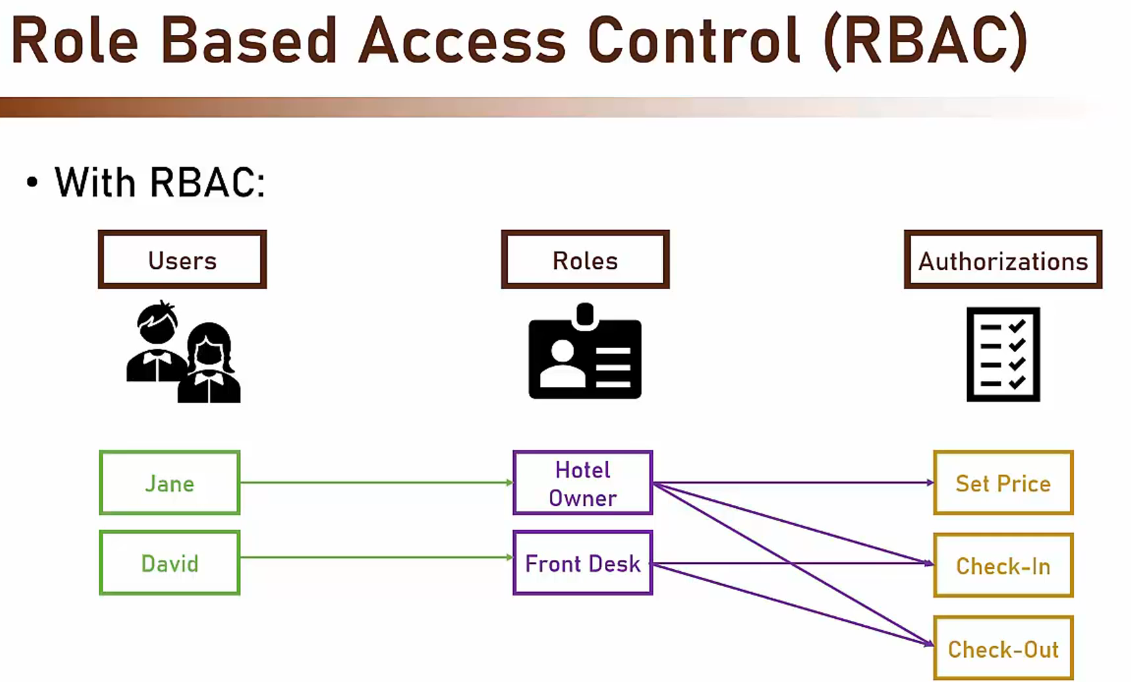 Role Based Access Control (RBAC)
• With RBAC:
Users
Roles
Authorizations
Jane
Hotel
Owner
Set Price
David
Front Desk
Check-In
Check-Out